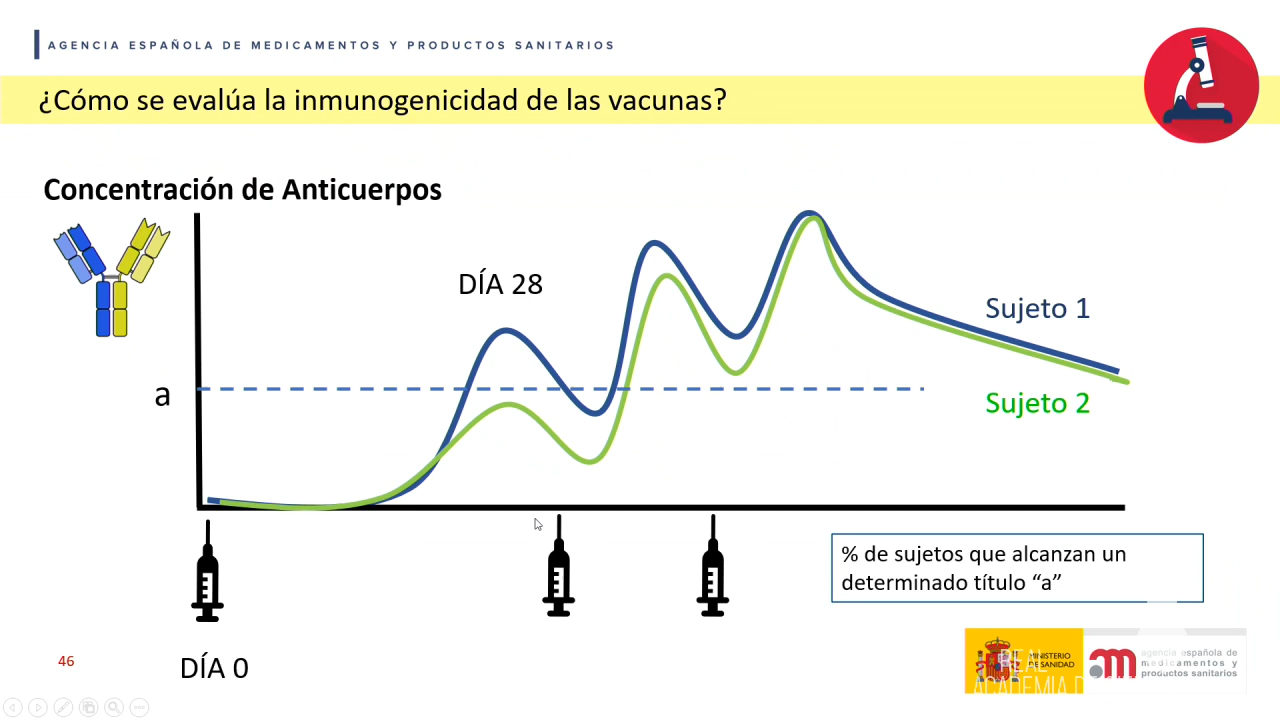 AGENCIA ESPAÑOLA DE MEDICAMENTOS Y PRODUCTOS SANITARIOS
¿Cómo se evalúa la inmunogenicidad de las vacunas?
Concentración de Anticuerpos
DÍA 28
Sujeto 1
a
Sujeto 2
% de sujetos que alcanzan un
determinado título “a”
46
DÍA 0
MINISTERIO
DE SANIDAD
agencia española de
medicamentos y
productos sanitarios
REAL
ACADEMIA D